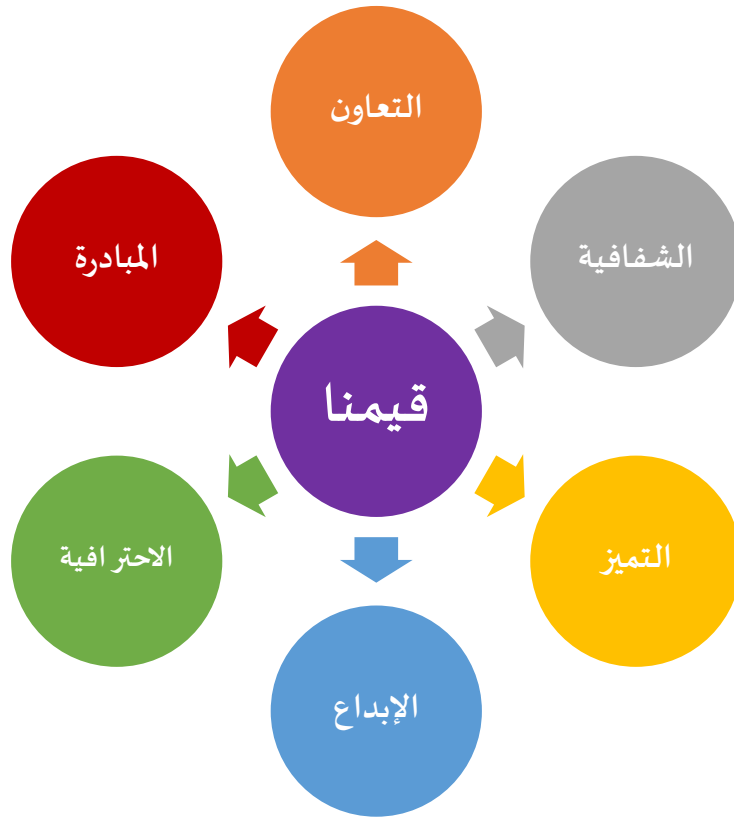 التعاون
الشفافية
المبادرة
قيمنا
التميز
الاحترافية
الإبداع